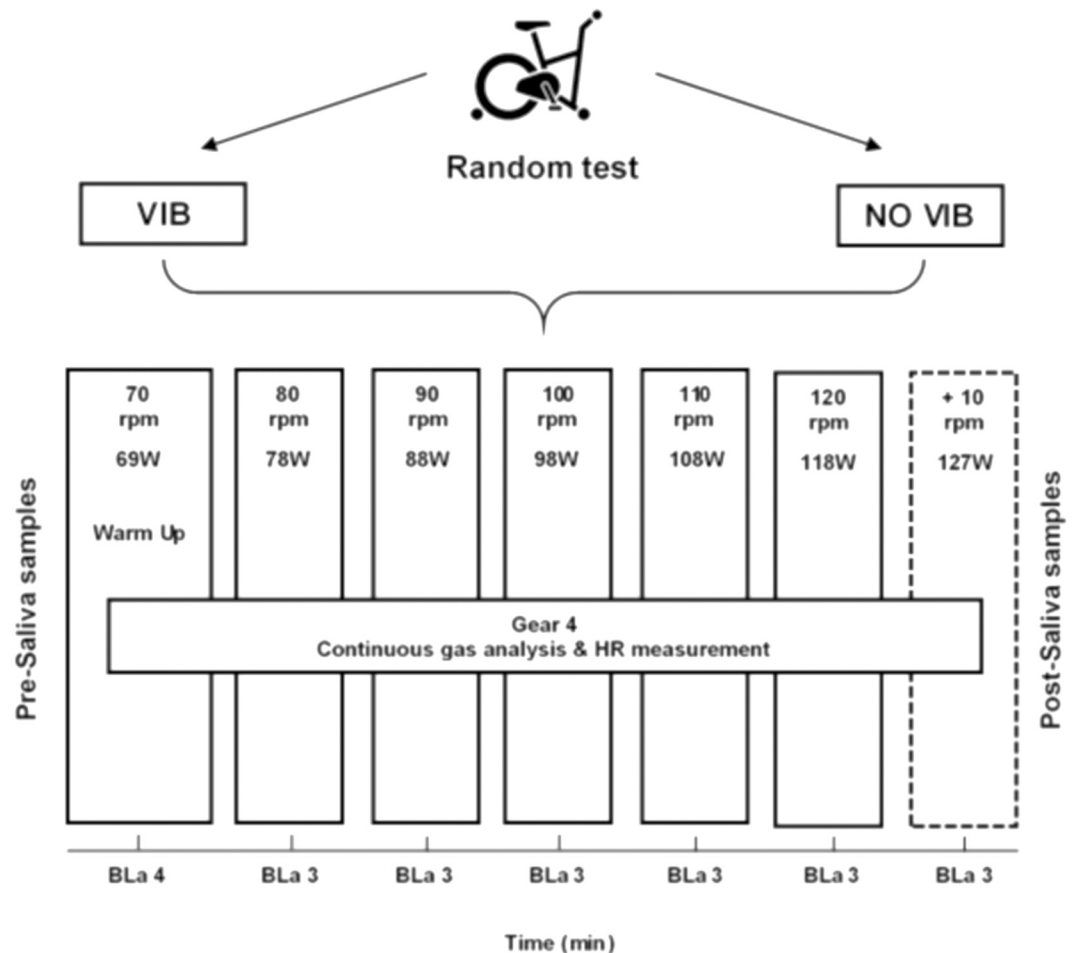 Random test
VIB
NO VIB
70
rpm
69W
Warm Up
80
rpm
78W
90
rpm
88W
100
rpm
98W
110
rpm
108W
120
rpm
118W
+ 10
rpm
127W
Gear 4
Continuous gas analysis & HR measurement
Pre-Saliva samples
Post-Saliva samples
BLa 4
BLa 3
BLa 3
BLa 3
BLa 3
BLa 3
BLa 3
Time (min)